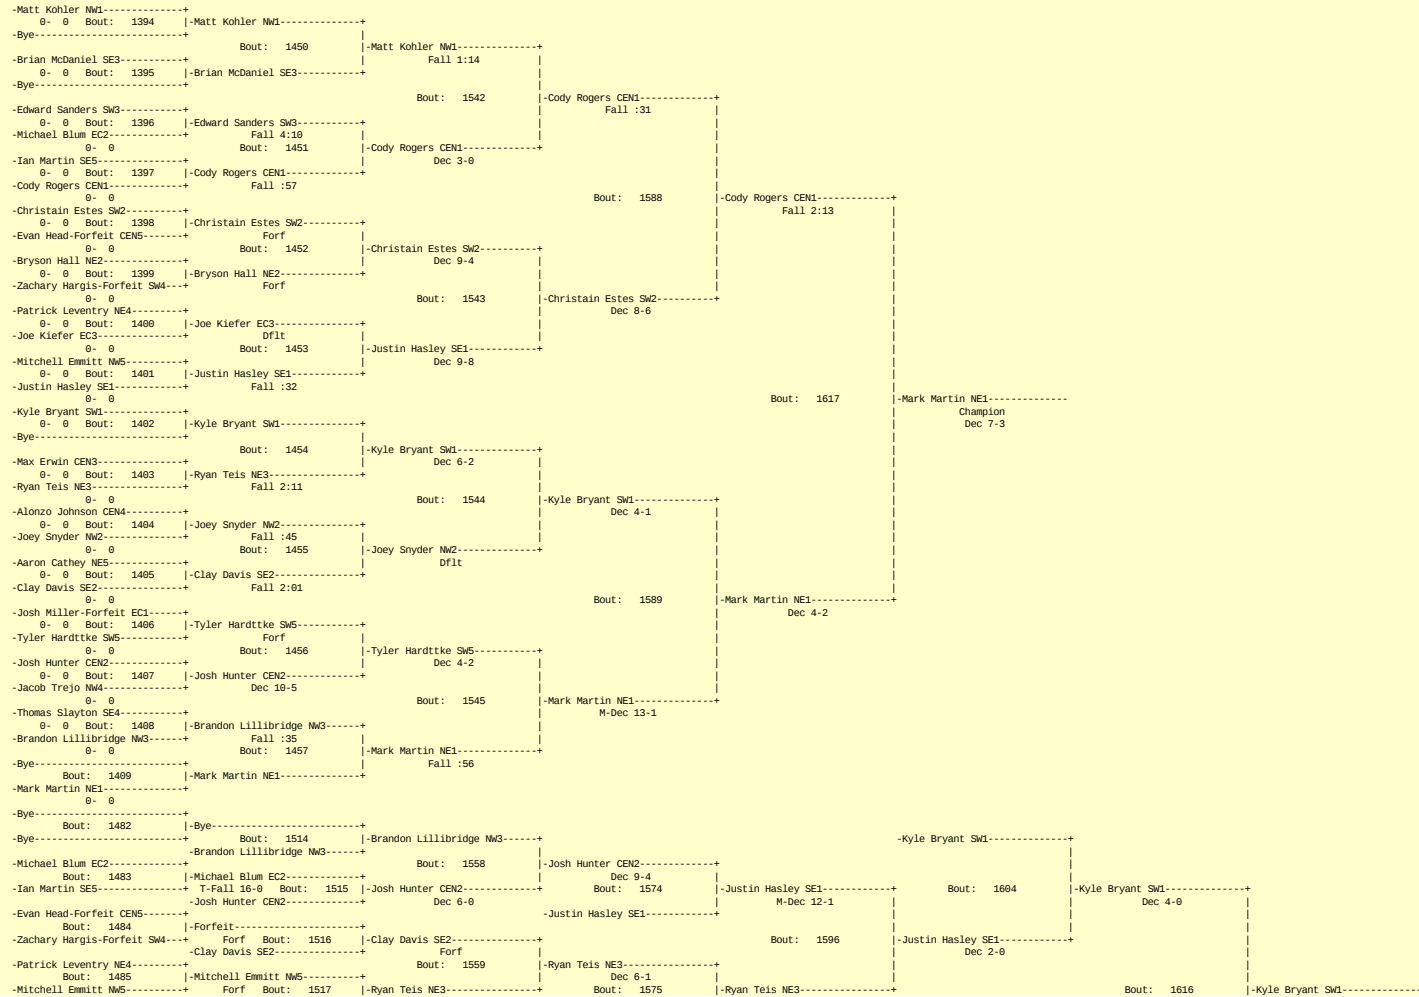 -Matt Kohler NW1-------------+
0- 0 Bout: 1394 |-Matt Kohler NW1-------------+
-Bye-------------------------+ |
Bout: 1450 |-Matt Kohler NW1-------------+
-Brian McDaniel SE3----------+ | Fall 1:14 |
0- 0 Bout: 1395 |-Brian McDaniel SE3----------+ |
-Bye-------------------------+ |
Bout: 1542 |-Cody Rogers CEN1------------+
-Edward Sanders SW3----------+ | Fall :31 |
0- 0 Bout: 1396 |-Edward Sanders SW3----------+ | |
-Michael Blum EC2------------+ Fall 4:10 | | |
0- 0 Bout: 1451 |-Cody Rogers CEN1------------+ |
-Ian Martin SE5--------------+ | Dec 3-0 |
0- 0 Bout: 1397 |-Cody Rogers CEN1------------+ |
-Cody Rogers CEN1------------+ Fall :57 |
0- 0 Bout: 1588 |-Cody Rogers CEN1------------+
-Christain Estes SW2---------+ | Fall 2:13 |
0- 0 Bout: 1398 |-Christain Estes SW2---------+ | |
-Evan Head-Forfeit CEN5------+ Forf | | |
0- 0 Bout: 1452 |-Christain Estes SW2---------+ | |
-Bryson Hall NE2-------------+ | Dec 9-4 | | |
0- 0 Bout: 1399 |-Bryson Hall NE2-------------+ | | |
-Zachary Hargis-Forfeit SW4---+ Forf | | |
0- 0 Bout: 1543 |-Christain Estes SW2---------+ |
-Patrick Leventry NE4--------+ | Dec 8-6 |
0- 0 Bout: 1400 |-Joe Kiefer EC3--------------+ | |
-Joe Kiefer EC3--------------+ Dflt | | |
0- 0 Bout: 1453 |-Justin Hasley SE1-----------+ |
-Mitchell Emmitt NW5---------+ | Dec 9-8 |
0- 0 Bout: 1401 |-Justin Hasley SE1-----------+ |
-Justin Hasley SE1-----------+ Fall :32 |
0- 0 Bout: 1617 |-Mark Martin NE1-------------
-Kyle Bryant SW1-------------+ | Champion
0- 0 Bout: 1402 |-Kyle Bryant SW1-------------+ | Dec 7-3
-Bye-------------------------+ | |
Bout: 1454 |-Kyle Bryant SW1-------------+ |
-Max Erwin CEN3--------------+ | Dec 6-2 | |
0- 0 Bout: 1403 |-Ryan Teis NE3---------------+ | |
-Ryan Teis NE3---------------+ Fall 2:11 | |
0- 0 Bout: 1544 |-Kyle Bryant SW1-------------+ |
-Alonzo Johnson CEN4---------+ | Dec 4-1 | |
0- 0 Bout: 1404 |-Joey Snyder NW2-------------+ | | |
-Joey Snyder NW2-------------+ Fall :45 | | | |
0- 0 Bout: 1455 |-Joey Snyder NW2-------------+ | |
-Aaron Cathey NE5------------+ | Dflt | |
0- 0 Bout: 1405 |-Clay Davis SE2--------------+ | |
-Clay Davis SE2--------------+ Fall 2:01 | |
0- 0 Bout: 1589 |-Mark Martin NE1-------------+
-Josh Miller-Forfeit EC1------+ | Dec 4-2
0- 0 Bout: 1406 |-Tyler Hardttke SW5----------+ |
-Tyler Hardttke SW5----------+ Forf | |
0- 0 Bout: 1456 |-Tyler Hardttke SW5----------+ |
-Josh Hunter CEN2------------+ | Dec 4-2 | |
0- 0 Bout: 1407 |-Josh Hunter CEN2------------+ | |
-Jacob Trejo NW4-------------+ Dec 10-5 | |
0- 0 Bout: 1545 |-Mark Martin NE1-------------+
-Thomas Slayton SE4----------+ | M-Dec 13-1
0- 0 Bout: 1408 |-Brandon Lillibridge NW3------+ |
-Brandon Lillibridge NW3------+ Fall :35 | |
0- 0 Bout: 1457 |-Mark Martin NE1-------------+
-Bye-------------------------+ | Fall :56
Bout: 1409 |-Mark Martin NE1-------------+
-Mark Martin NE1-------------+
0- 0
-Bye-------------------------+
Bout: 1482 |-Bye-------------------------+
-Bye-------------------------+ Bout: 1514 |-Brandon Lillibridge NW3------+ -Kyle Bryant SW1-------------+
-Brandon Lillibridge NW3------+ | |
-Michael Blum EC2------------+ Bout: 1558 |-Josh Hunter CEN2------------+ |
Bout: 1483 |-Michael Blum EC2------------+ | Dec 9-4 | |
-Ian Martin SE5--------------+ T-Fall 16-0 Bout: 1515 |-Josh Hunter CEN2------------+ Bout: 1574 |-Justin Hasley SE1-----------+ Bout: 1604 |-Kyle Bryant SW1-------------+
-Josh Hunter CEN2------------+ Dec 6-0 | M-Dec 12-1 | | Dec 4-0 |
-Evan Head-Forfeit CEN5------+ -Justin Hasley SE1-----------+ | | |
Bout: 1484 |-Forfeit---------------------+ | | |
-Zachary Hargis-Forfeit SW4---+ Forf Bout: 1516 |-Clay Davis SE2--------------+ Bout: 1596 |-Justin Hasley SE1-----------+ |
-Clay Davis SE2--------------+ Forf | | Dec 2-0 |
-Patrick Leventry NE4--------+ Bout: 1559 |-Ryan Teis NE3---------------+ | |
Bout: 1485 |-Mitchell Emmitt NW5---------+ | Dec 6-1 | | |
-Mitchell Emmitt NW5---------+ Forf Bout: 1517 |-Ryan Teis NE3---------------+ Bout: 1575 |-Ryan Teis NE3---------------+ Bout: 1616 |-Kyle Bryant SW1-------------